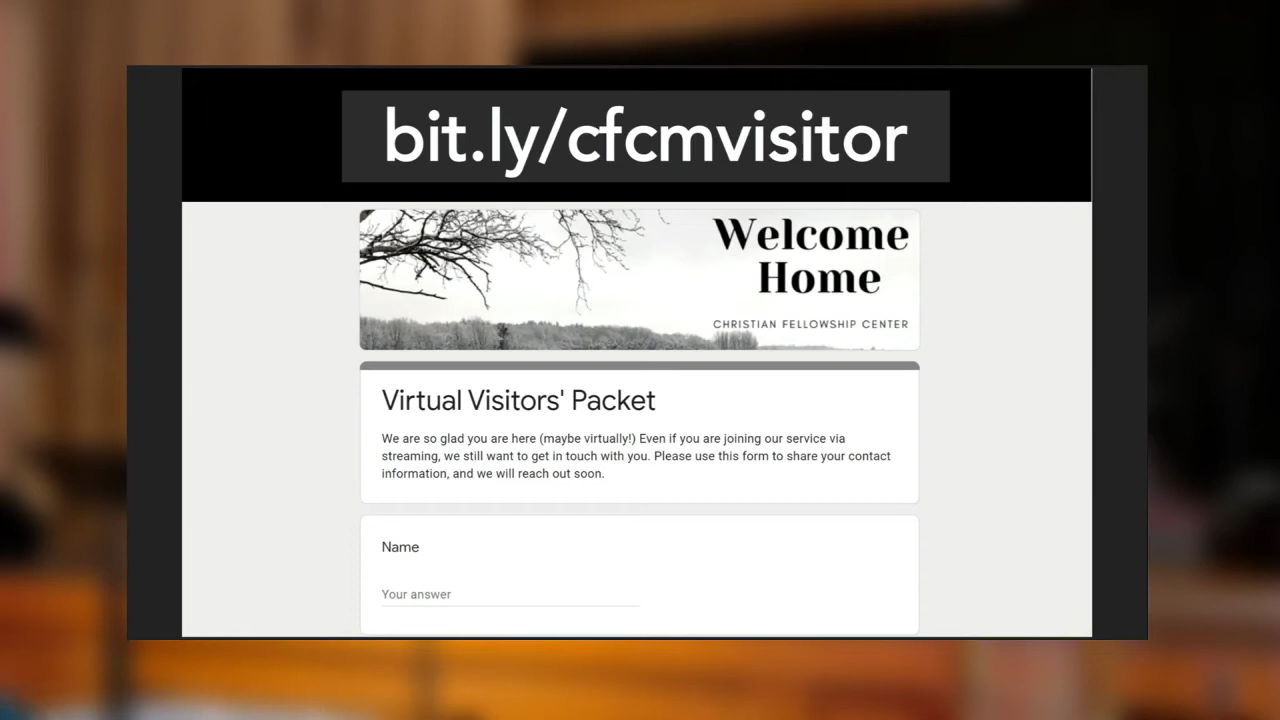 bit.ly/cfcmvisitor
Welcome
Home
CHRISTIAN FELLOWSHIP CENTER
Virtual Visitors' Packet
We are so glad you are here (maybe virtually!) Even if you are joining our service via
streaming, we still want to get in touch with you. Please use this form to share your contact
information, and we will reach out soon.
Name
Your answer